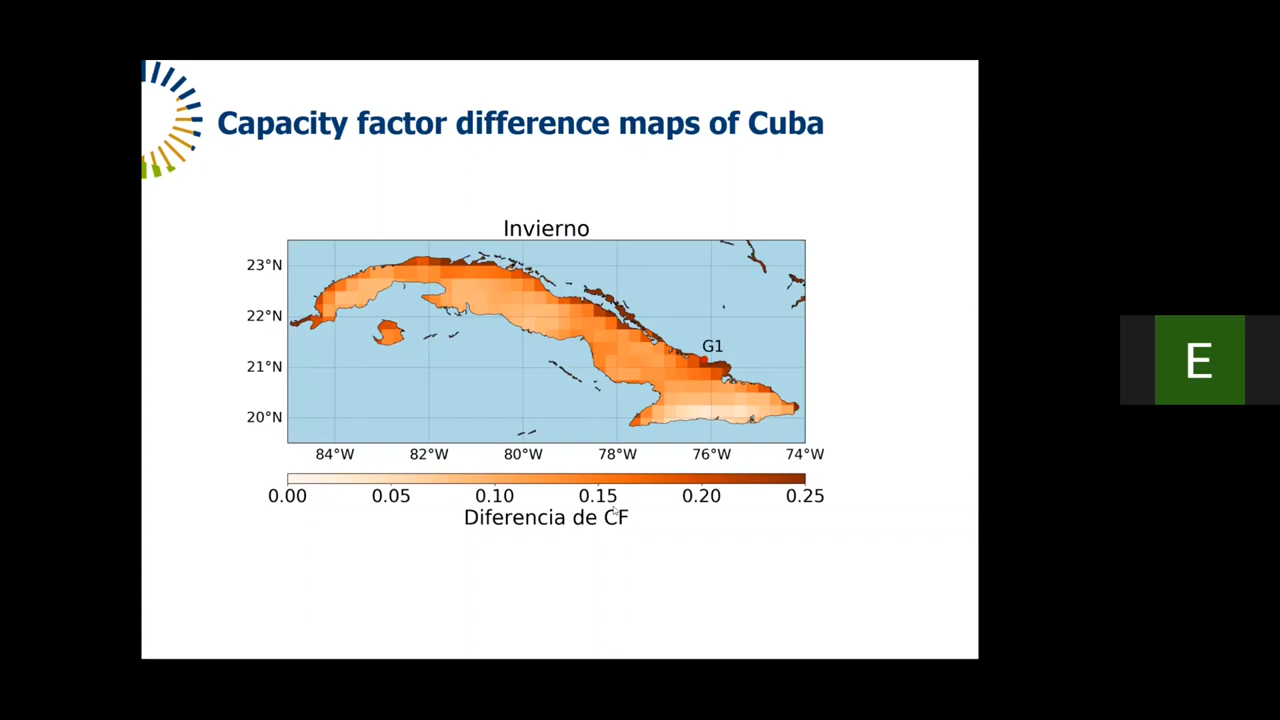 Capacity factor difference maps of Cuba
Invierno
23°N
22°N
21°N
20°N
G1
84°W 82°W 80°W 78°W 76°W 74°W
0.00 0.05 0.10 0.15 0.20 0.25
Diferencia de CF
E